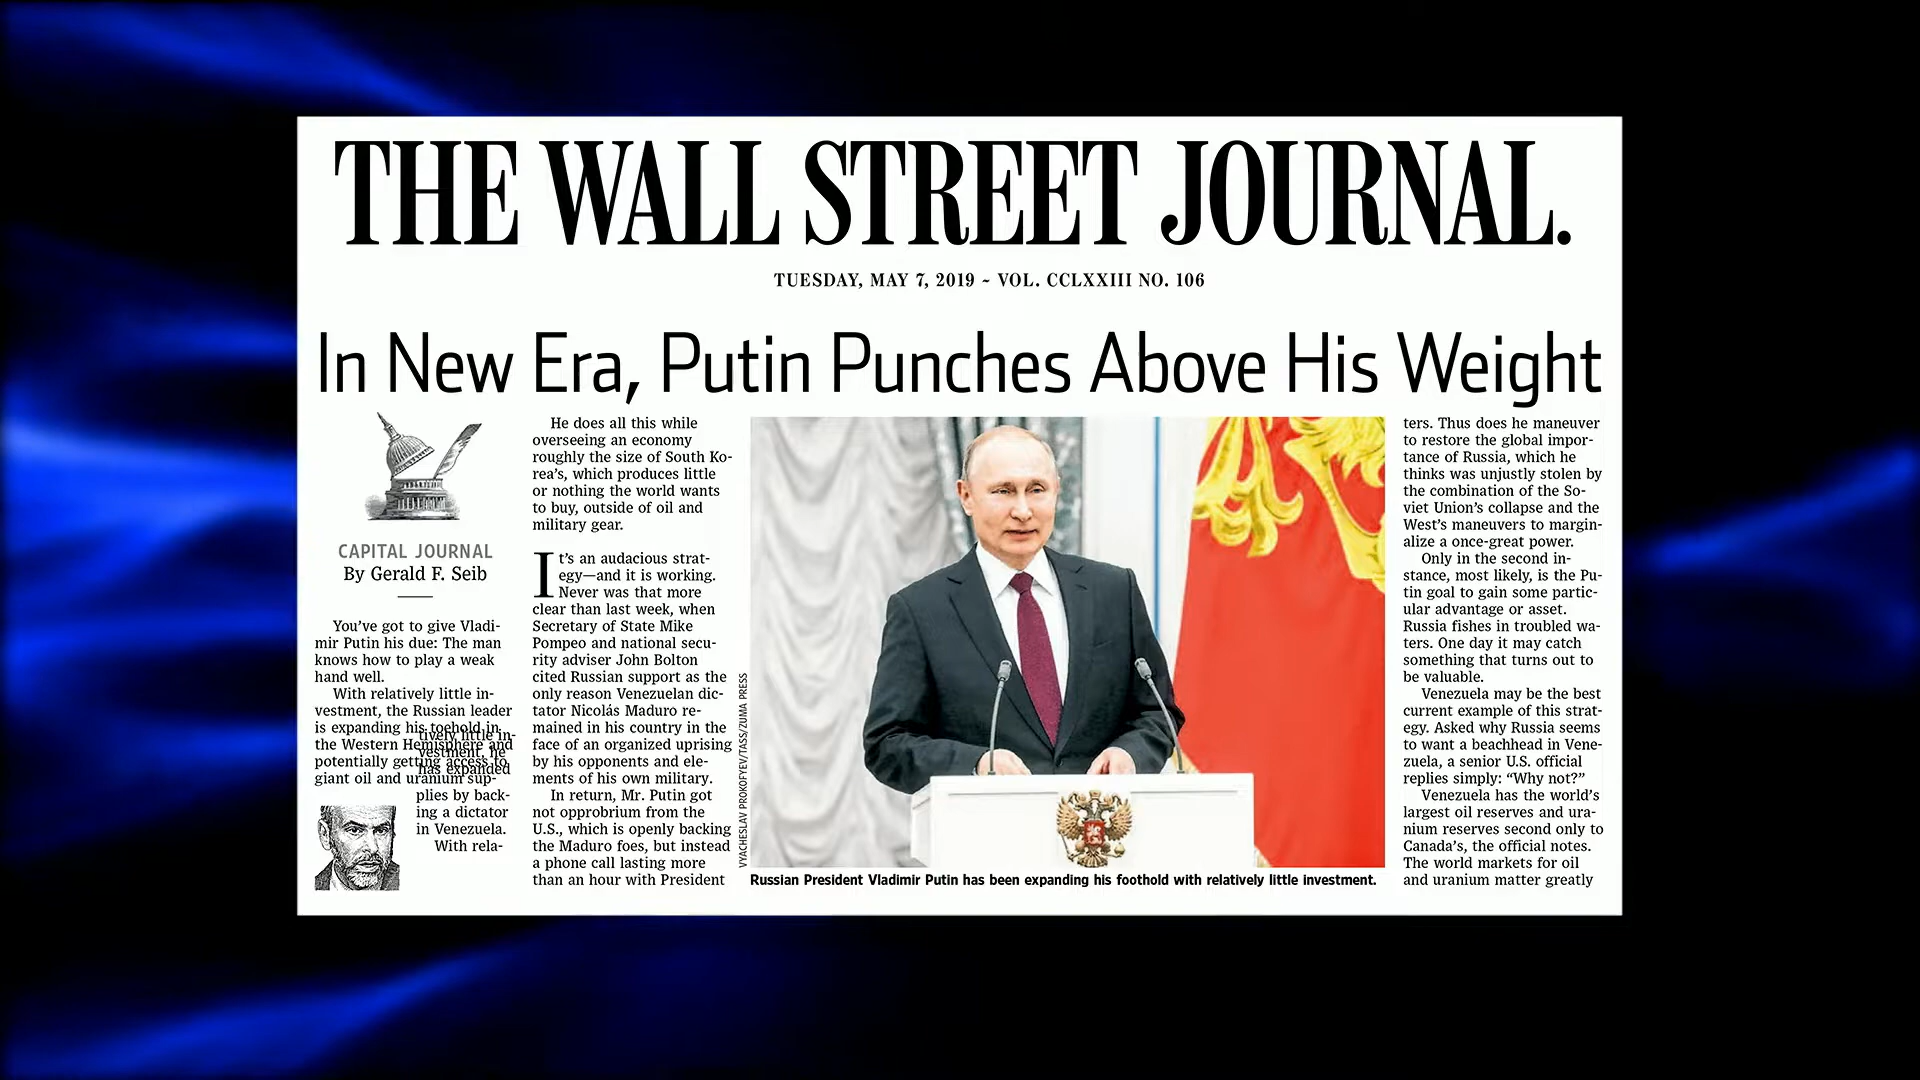 THE WALL STREET JOURNAL.
TUESDAY, MAY 7, 2019 ~ VOL. CCLXXIII NO. 106
In New Era, Putin Punches Above His Weight
CAPITAL JOURNAL
By Gerald F. Seib
You've got to give Vladi-
mir Putin his due: The man
knows how to play a weak
hand well.
With relatively little in-
vestment, the Russian leader
is expanding his toehold in
the Western Hemisphere and
potentially getting access to
giant oil and uranium sup-
plies by back-
ing a dictator
in Venezuela.
With rela-
tively little in-
vestment, he
has expanded
He does all this while
overseeing an economy
roughly the size of South Ko-
rea's, which produces little
or nothing the world wants
to buy, outside of oil and
military gear.
It's an audacious strat-
egy—and it is working.
Never was that more
clear than last week, when
Secretary of State Mike
Pompeo and national secu-
rity adviser John Bolton
cited Russian support as the
only reason Venezuelan dic-
tator Nicolás Maduro re-
mained in his country in the
face of an organized uprising
by his opponents and ele-
ments of his own military.
In return, Mr. Putin got
not opprobrium from the
U.S., which is openly backing
the Maduro foes, but instead
a phone call lasting more
than an hour with President
VYACHESLAV PROKOFYEV/TASS/ZUMA PRESS
Russian President Vladimir Putin has been expanding his foothold with relatively little investment.
ters. Thus does he maneuver
to restore the global impor-
tance of Russia, which he
thinks was unjustly stolen by
the combination of the So-
viet Union's collapse and the
West's maneuvers to margin-
alize a once-great power.
Only in the second in-
stance, most likely, is the Pu-
tin goal to gain some partic-
ular advantage or asset.
Russia fishes in troubled wa-
ters. One day it may catch
something that turns out to
be valuable.
Venezuela may be the best
current example of this strat-
egy. Asked why Russia seems
to want a beachhead in Vene-
zuela, a senior U.S. official
replies simply: “Why not?”
Venezuela has the world's
largest oil reserves and ura-
nium reserves second only to
Canada's, the official notes.
The world markets for oil
and uranium matter greatly